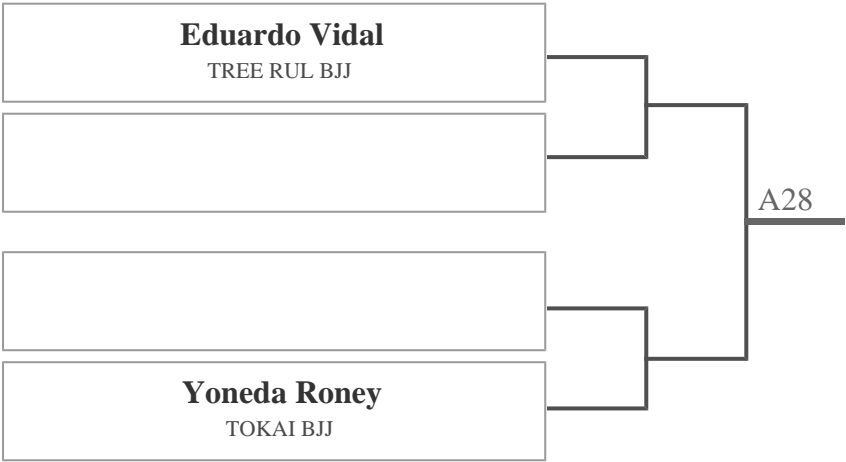 Eduardo Vidal
TREE RUL BJJ
A28
Yoneda Roney
TOKAI BJJ